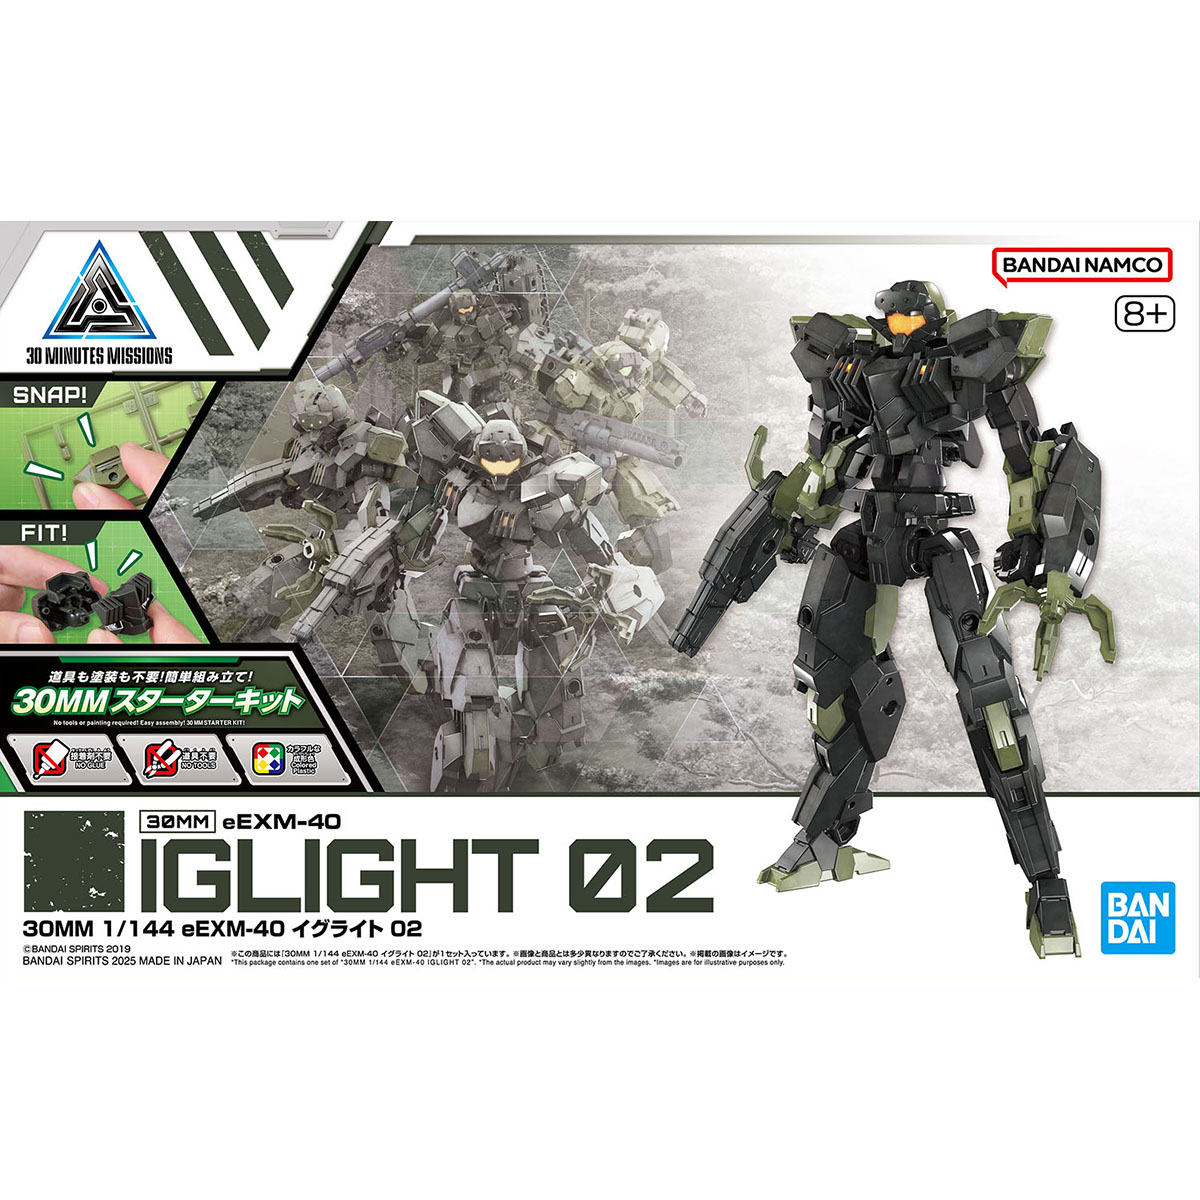 30 MINUTES MISSIONS
BANDAI NAMCO
8+
SNAP!
FIT!
道具も塗装も不要!簡単組み立て!
30MMスターターキット
No tools or painting required! Easy assembly! 30MM STARTER KIT!
接着剤不要
NO GLUE
道具不要
NO TOOLS
カラフルな
成形色
Colored
Plastic
30MM eEXM-40
IGLIGHT 02
30MM 1/144 eEXM-40 イグライト 02
©BANDAI SPIRITS 2019
BANDAI SPIRITS 2025 MADE IN JAPAN
※この商品には「30MM 1/144 eEXM-40 イグライト 02」が1セット入っています。※画像と商品とは多少異なりますのでご了承ください。※掲載の画像はイメージです。
*This package contains one set of "30MM 1/144 eEXM-40 IGLIGHT 02". *The actual product may vary slightly from the images. *Images are for illustrative purposes only.
BAN
DAI